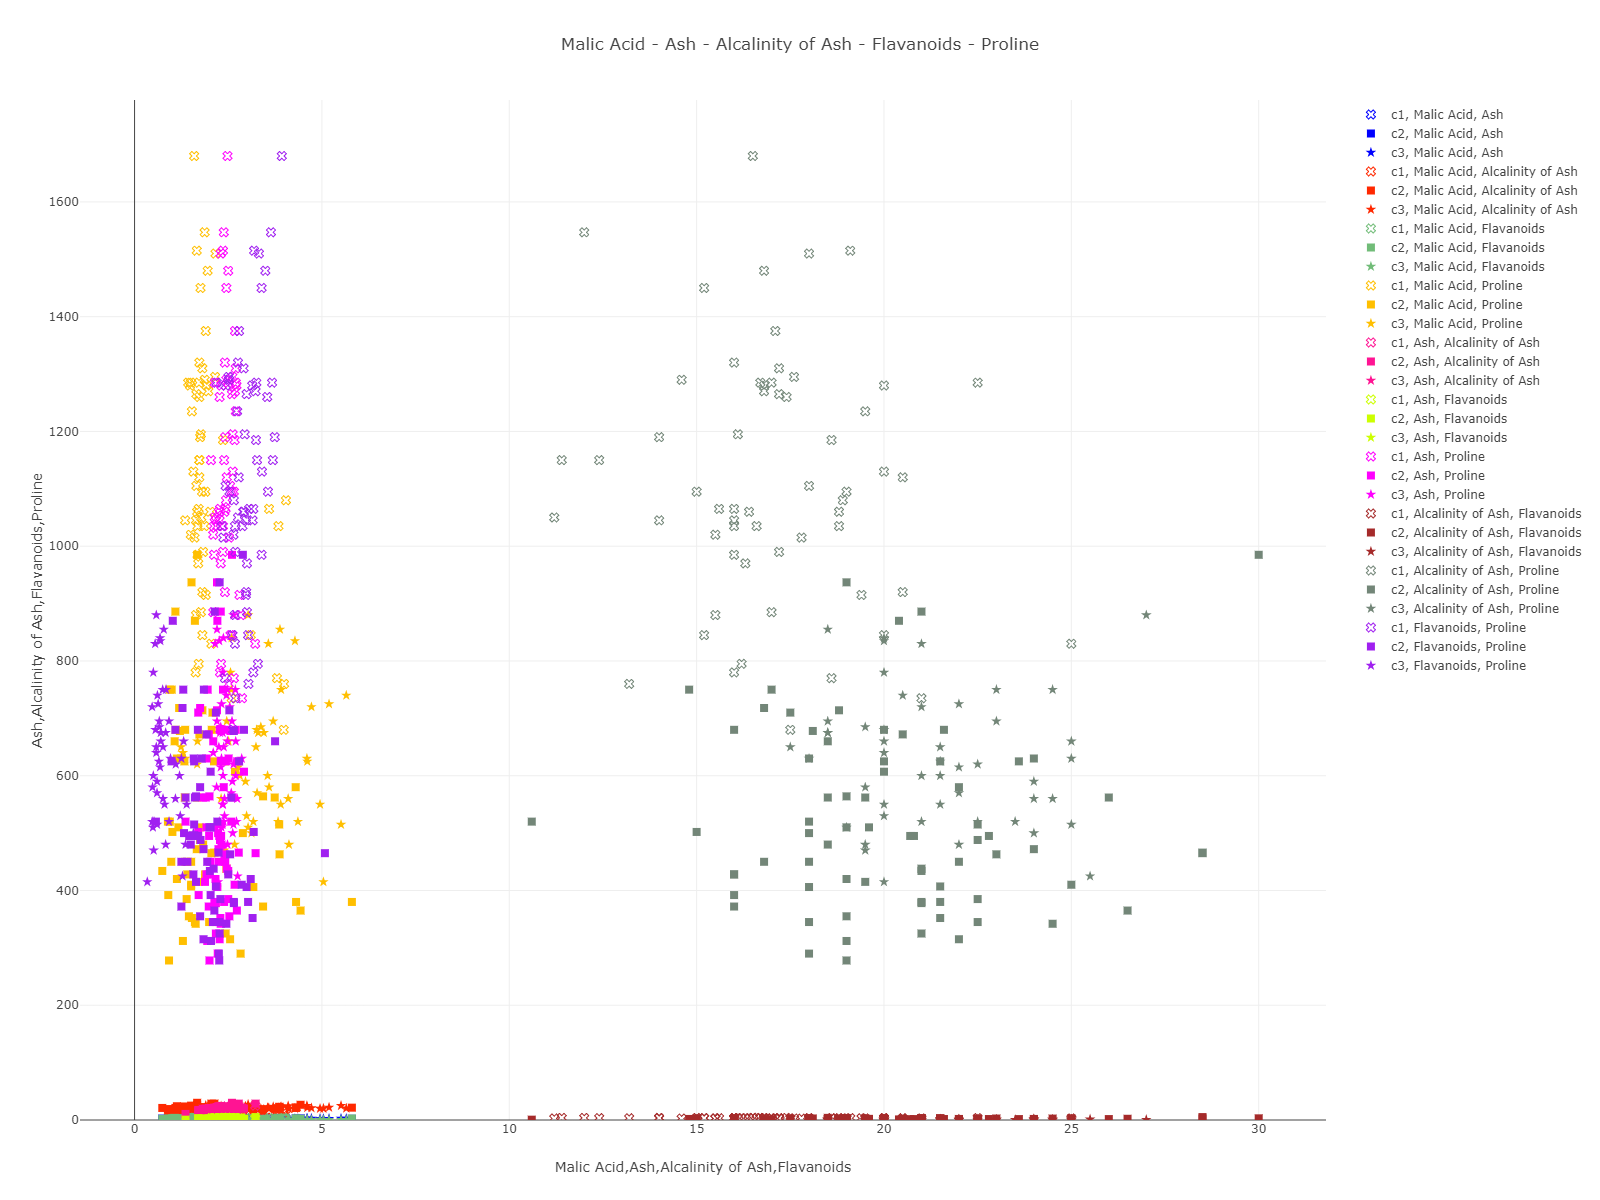 Malic Acid - Ash - Alcalinity of Ash - Flavanoids - Proline
Ash,Alcalinity of Ash,Flavanoids,Proline
1600
1400
1200
1000
800
600
400
200
0
0
5
10
15
20
25
30
Malic Acid,Ash,Alcalinity of Ash,Flavanoids
c1, Malic Acid, Ash
c2, Malic Acid, Ash
c3, Malic Acid, Ash
c1, Malic Acid, Alcalinity of Ash
c2, Malic Acid, Alcalinity of Ash
c3, Malic Acid, Alcalinity of Ash
c1, Malic Acid, Flavanoids
c2, Malic Acid, Flavanoids
c3, Malic Acid, Flavanoids
c1, Malic Acid, Proline
c2, Malic Acid, Proline
c3, Malic Acid, Proline
c1, Ash, Alcalinity of Ash
c2, Ash, Alcalinity of Ash
c3, Ash, Alcalinity of Ash
c1, Ash, Flavanoids
c2, Ash, Flavanoids
c3, Ash, Flavanoids
c1, Ash, Proline
c2, Ash, Proline
c3, Ash, Proline
c1, Alcalinity of Ash, Flavanoids
c2, Alcalinity of Ash, Flavanoids
c3, Alcalinity of Ash, Flavanoids
c1, Alcalinity of Ash, Proline
c2, Alcalinity of Ash, Proline
c3, Alcalinity of Ash, Proline
c1, Flavanoids, Proline
c2, Flavanoids, Proline
c3, Flavanoids, Proline